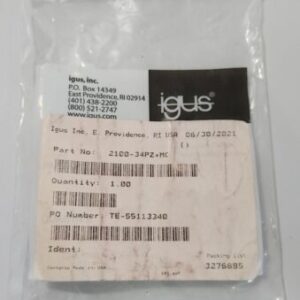 igus, inc.
P.O. Box 14349
East Providence, RI 02914
(401) 438-2200
(800) 521-2747
www.igus.com
igus®
Igus Inc. E. Providence, RI USA 06/30/2021
Part No: 2100-34PZ+MC
Quantity: 1.00
PO Number: TE-55113340
Ident:
Packing List:
3276695